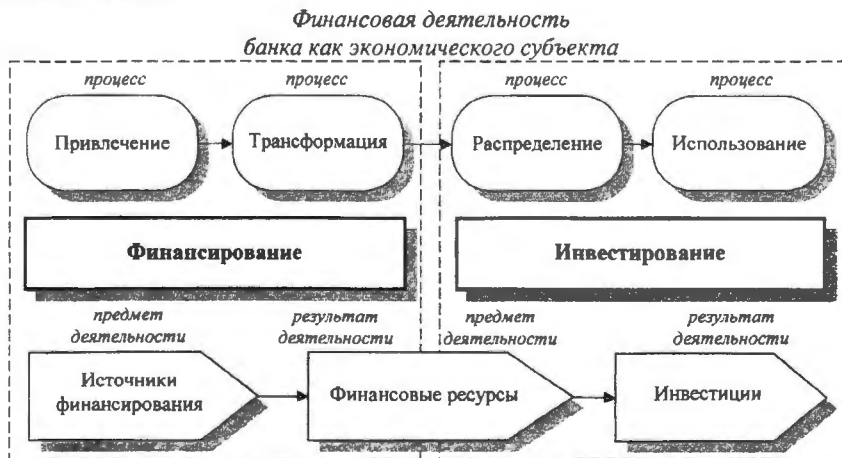 Финансовая деятельность
банка как экономического субъекта
процесс процесс процесс процесс
Привлечение Трансформация Распределение Использование
Финансирование Инвестирование
предмет деятельности результат деятельности предмет деятельности результат деятельности
Источники финансирования Финансовые ресурсы Инвестиции